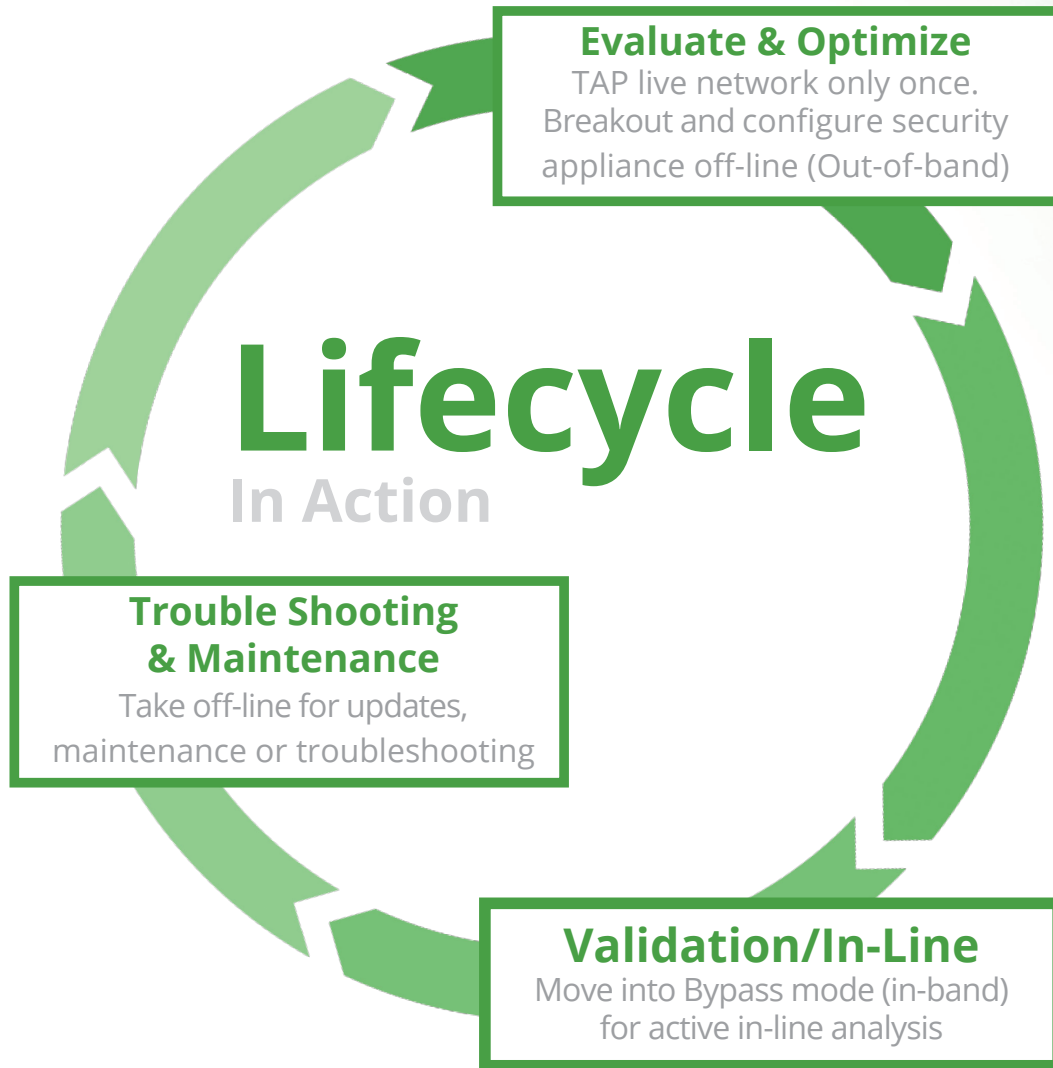 Evaluate & Optimize
TAP live network only once.
Breakout and configure security
appliance off-line (Out-of-band)
Lifecycle
In Action
Trouble Shooting
& Maintenance
Take off-line for updates,
maintenance or troubleshooting
Validation/In-Line
Move into Bypass mode (in-band)
for active in-line analysis